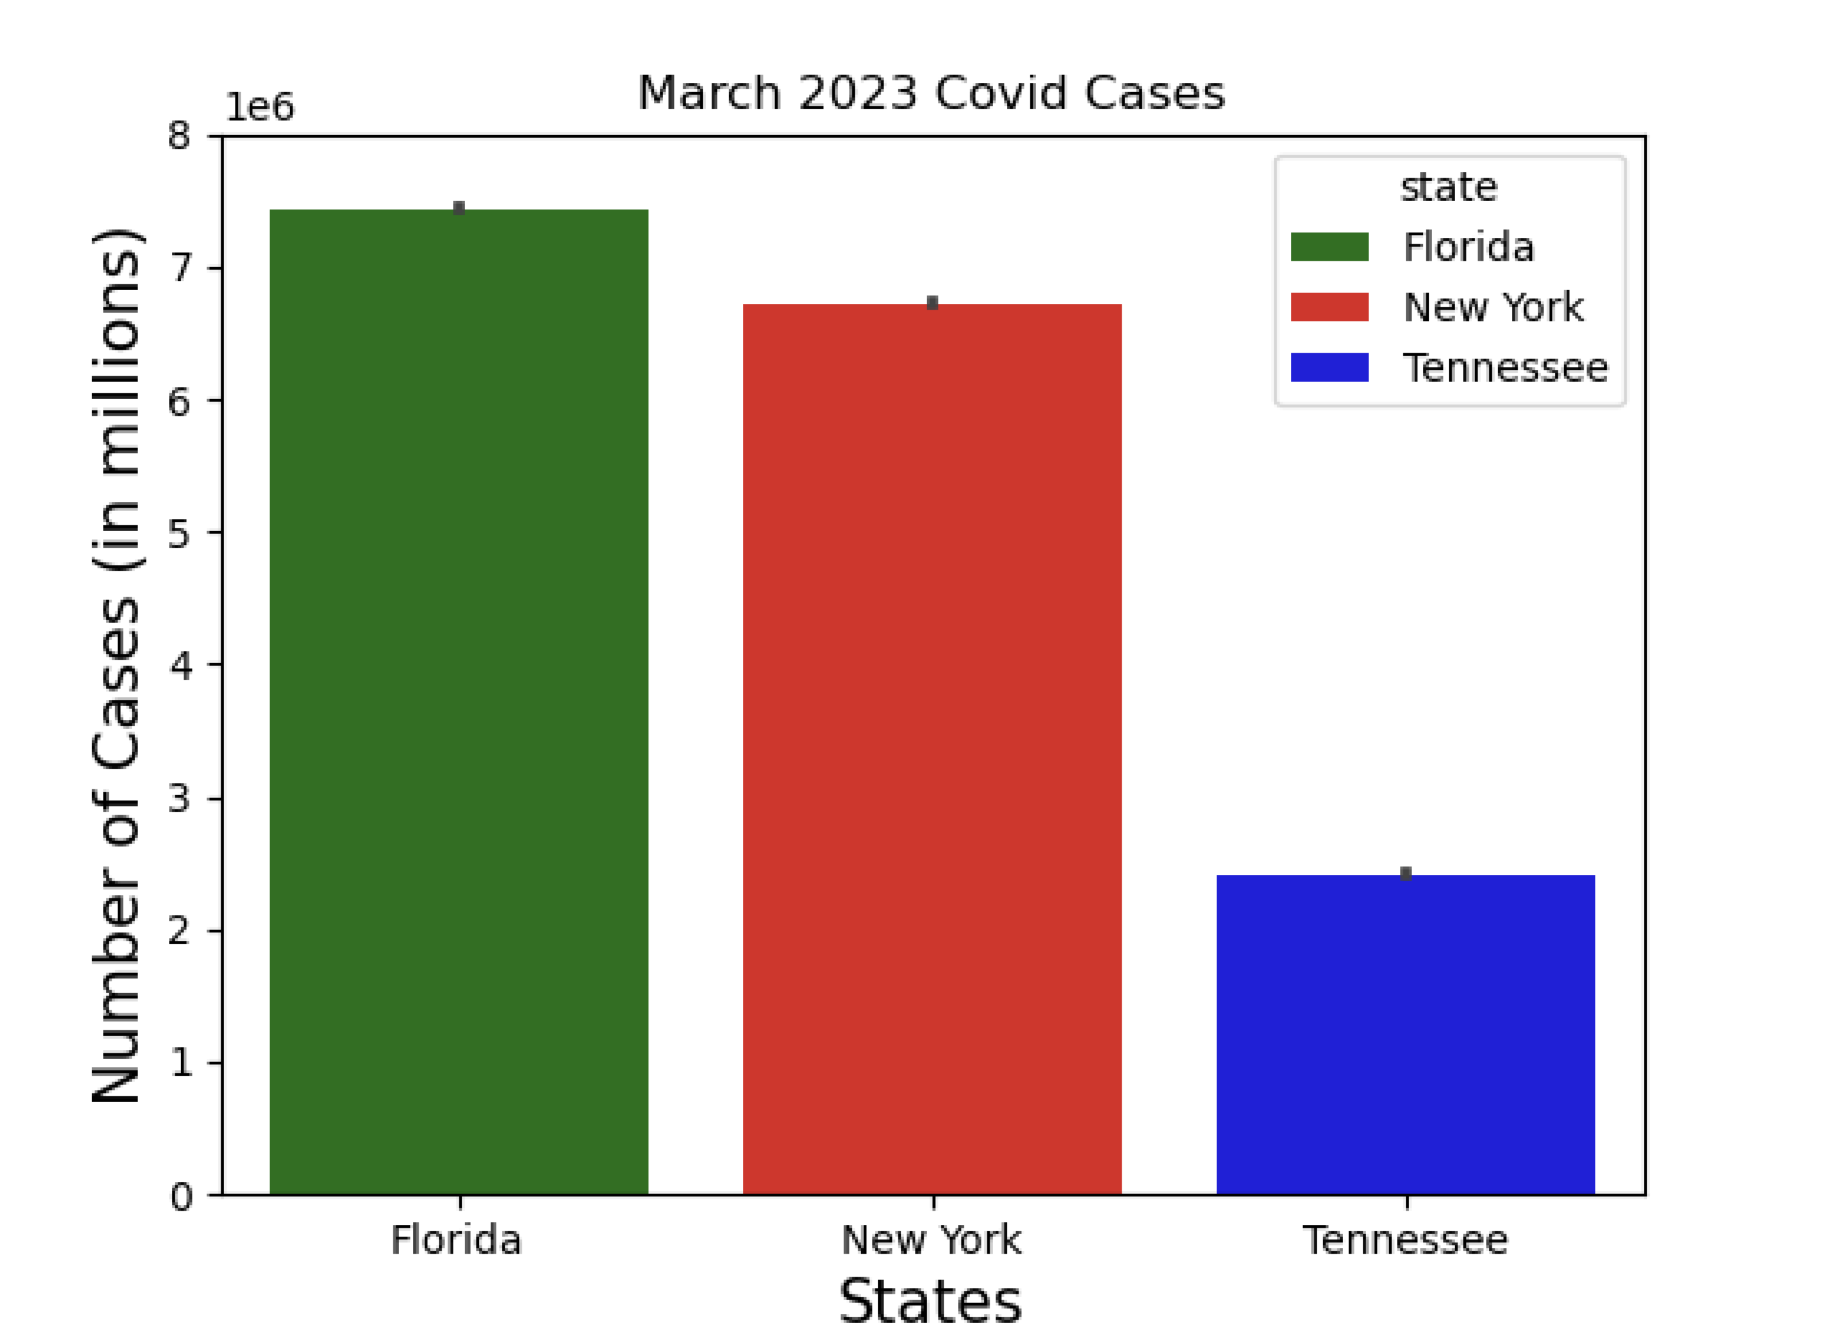 March 2023 Covid Cases
1e6
8
7
6
5
4
3
2
1
0
Number of Cases (in millions)
state
Florida
New York
Tennessee
Florida
New York
Tennessee
States